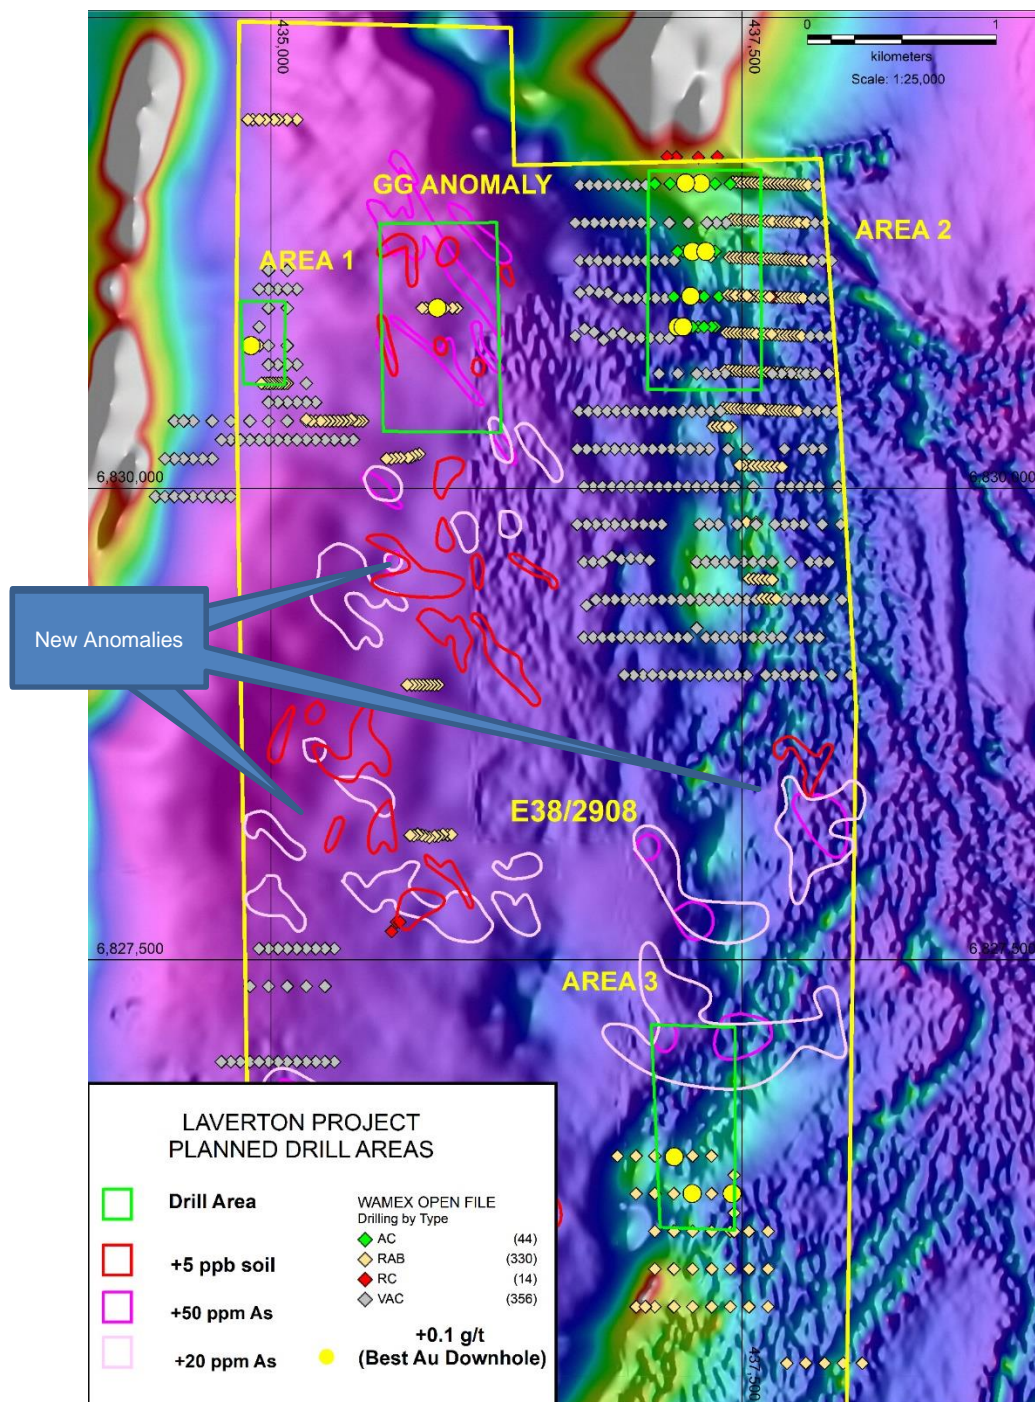 435,000
437,500
0 1
kilometers
Scale: 1:25,000
GG ANOMALY
AREA 2
AREA 1
6,830,000
6,830,000
New Anomalies
E38/2908
6,827,500
6,827,500
AREA 3
LAVERTON PROJECT
PLANNED DRILL AREAS
Drill Area
+5 ppb soil
+50 ppm As
+20 ppm As
WAMEX OPEN FILE
Drilling by Type
AC (44)
RAB (330)
RC (14)
VAC (356)
+0.1 g/t
(Best Au Downhole)
437,500